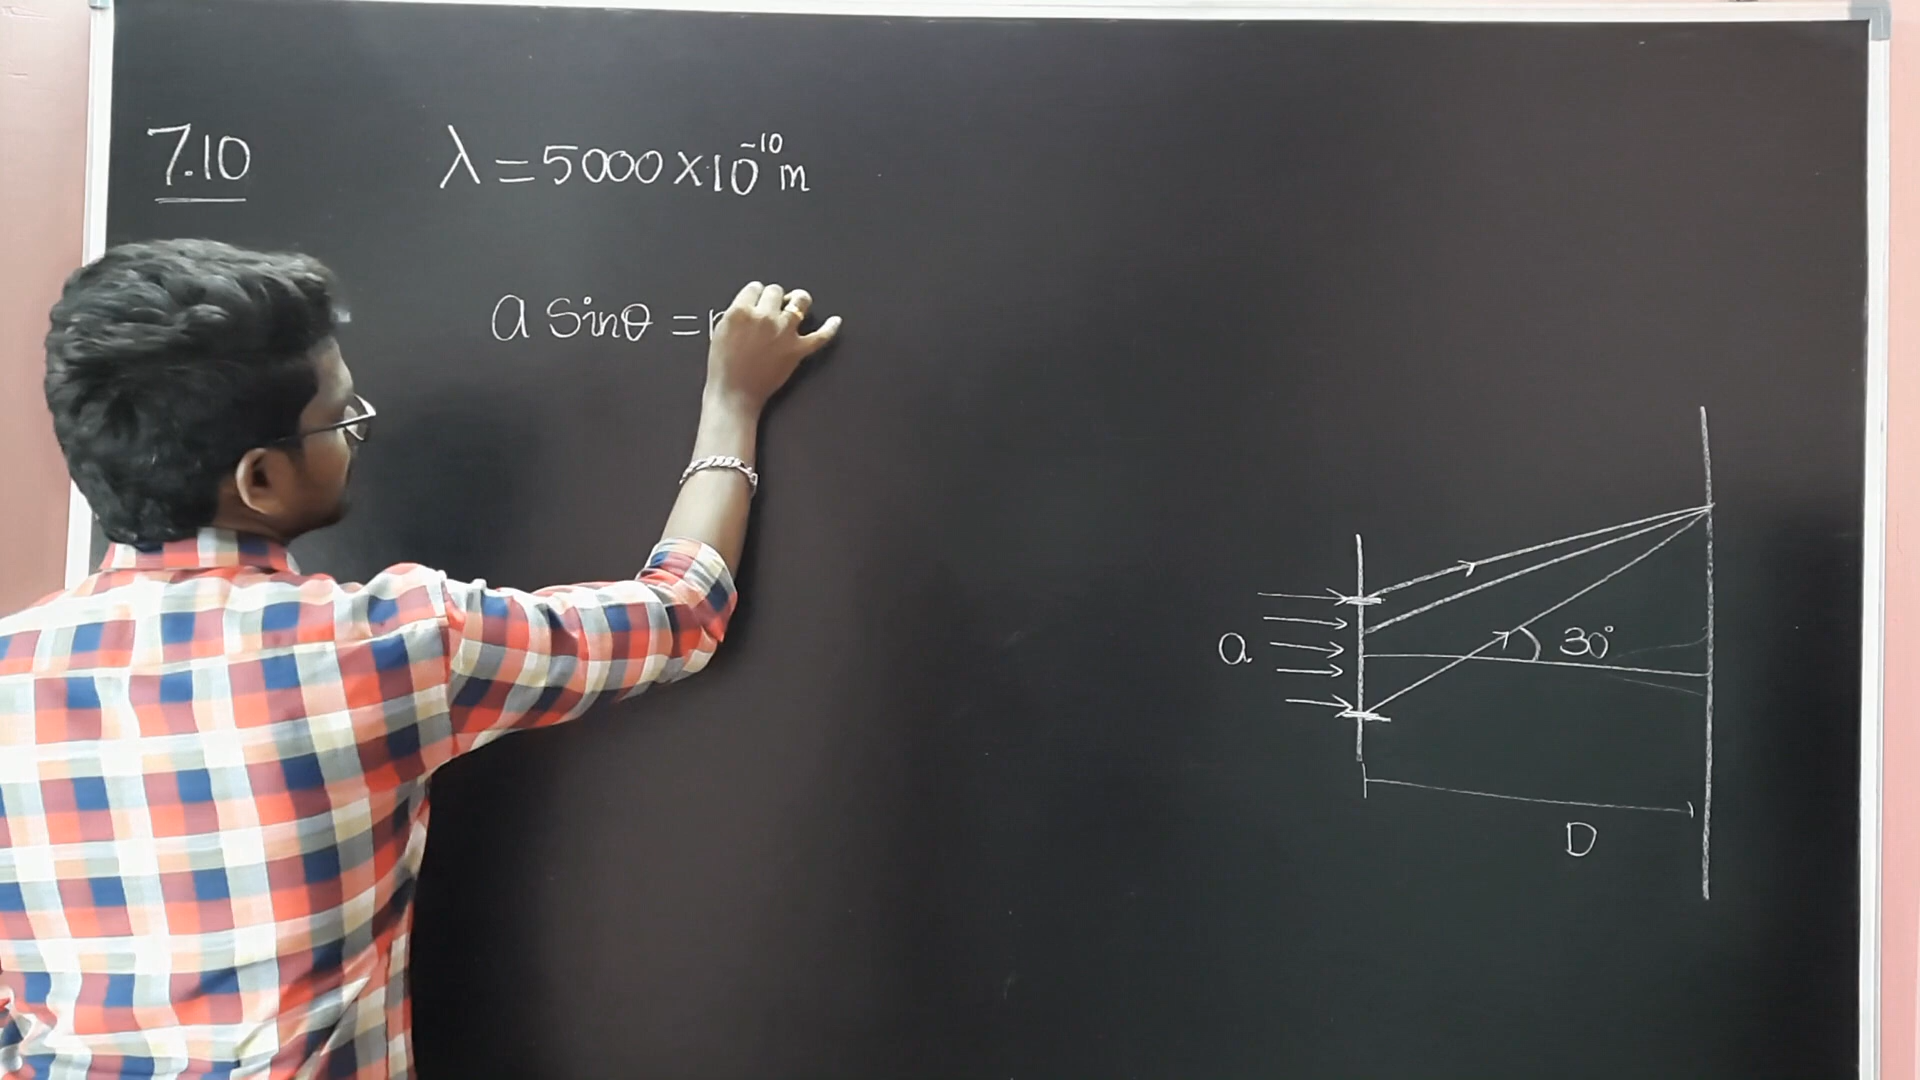 7.10
λ = 5000 × 10⁻¹⁰ m
a sinθ =
a
30°
D